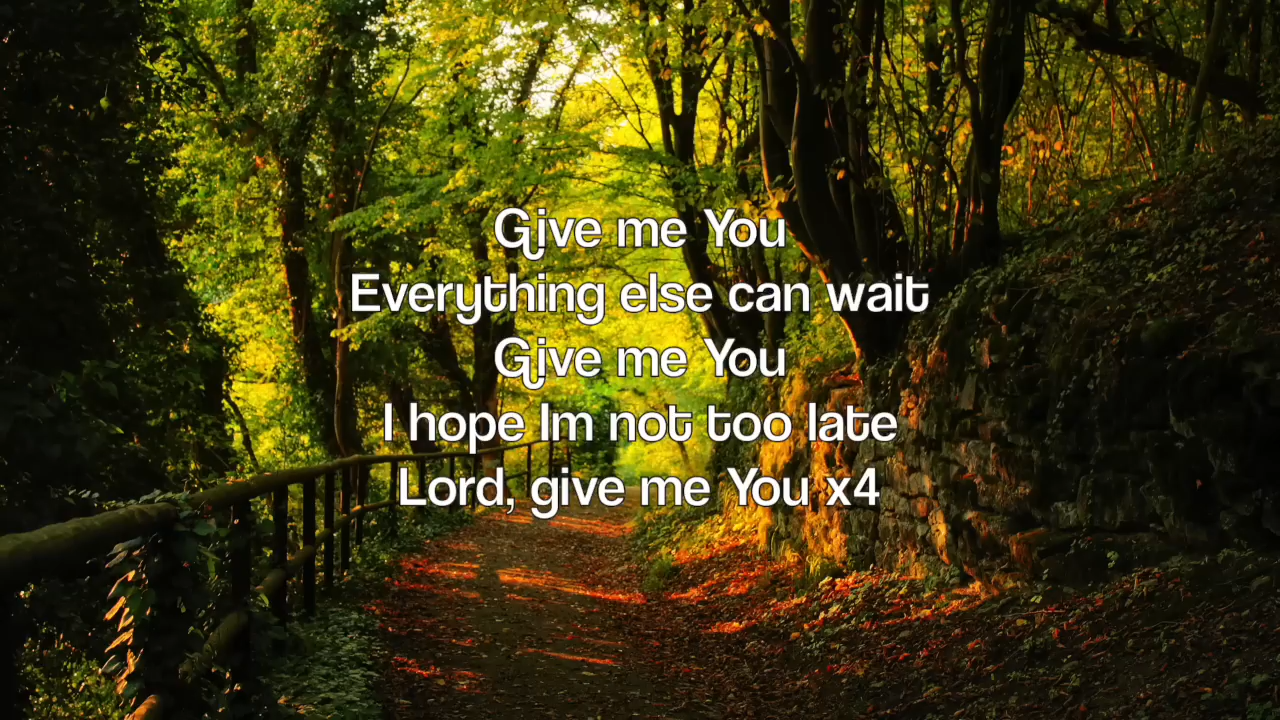 Give me You
Everything else can wait
Give me You
I hope Im not too late
Lord, give me You x4